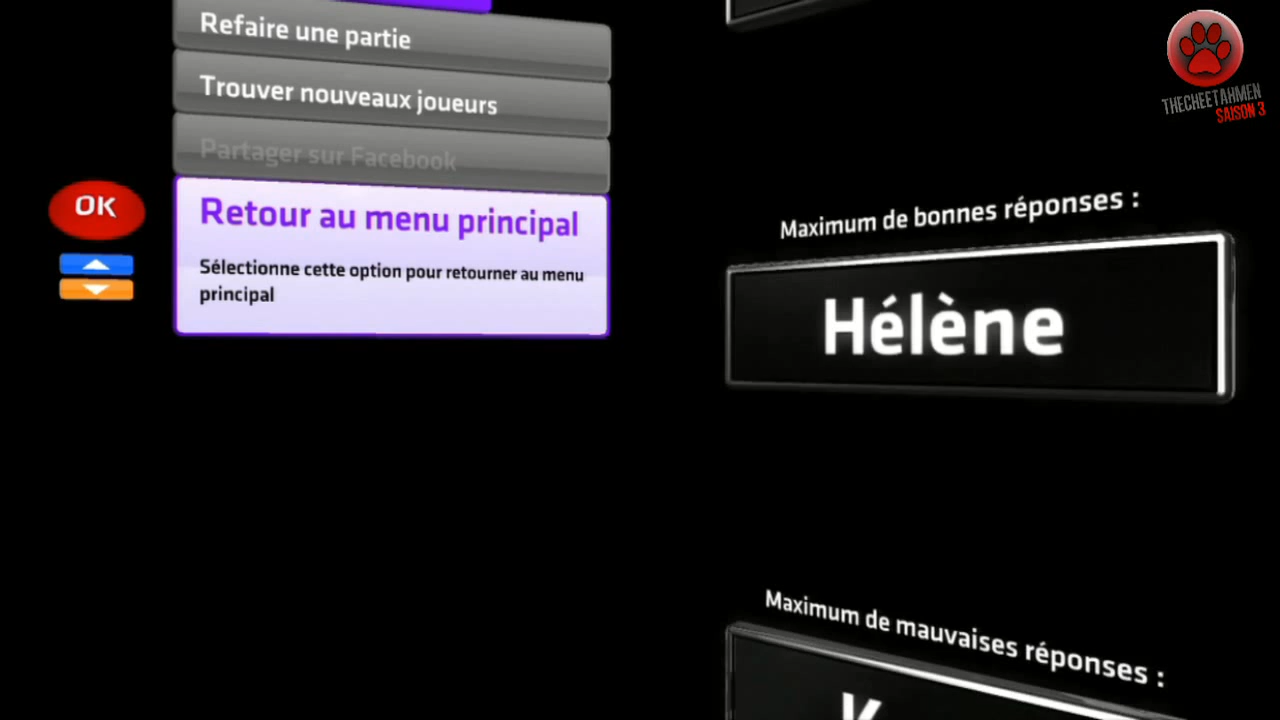 Refaire une partie
Trouver nouveaux joueurs
Partager sur Facebook
OK
Retour au menu principal
Sélectionne cette option pour retourner au menu
principal
THECHEETAHMEN
SAISON 3
Maximum de bonnes réponses :
Hélène
Maximum de mauvaises réponses :